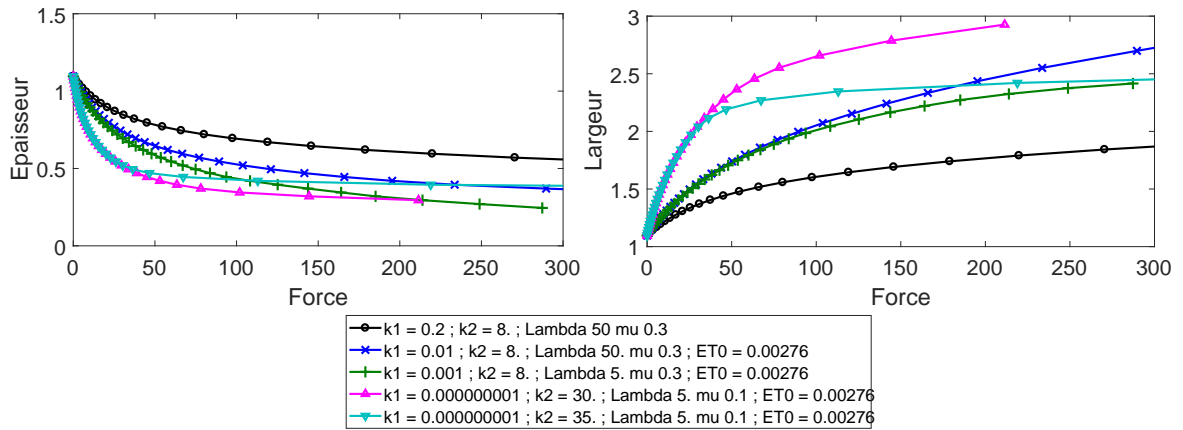 1.5
1
0.5
0
Epaisseur
0 50 100 150 200 250 300
Force
3
2.5
2
1.5
1
Largeur
0 50 100 150 200 250 300
Force
k1 = 0.2 ; k2 = 8. ; Lambda 50 mu 0.3
k1 = 0.01 ; k2 = 8. ; Lambda 50. mu 0.3 ; ET0 = 0.00276
k1 = 0.001 ; k2 = 8. ; Lambda 5. mu 0.3 ; ET0 = 0.00276
k1 = 0.000000001 ; k2 = 30. ; Lambda 5. mu 0.1 ; ET0 = 0.00276
k1 = 0.000000001 ; k2 = 35. ; Lambda 5. mu 0.1 ; ET0 = 0.00276